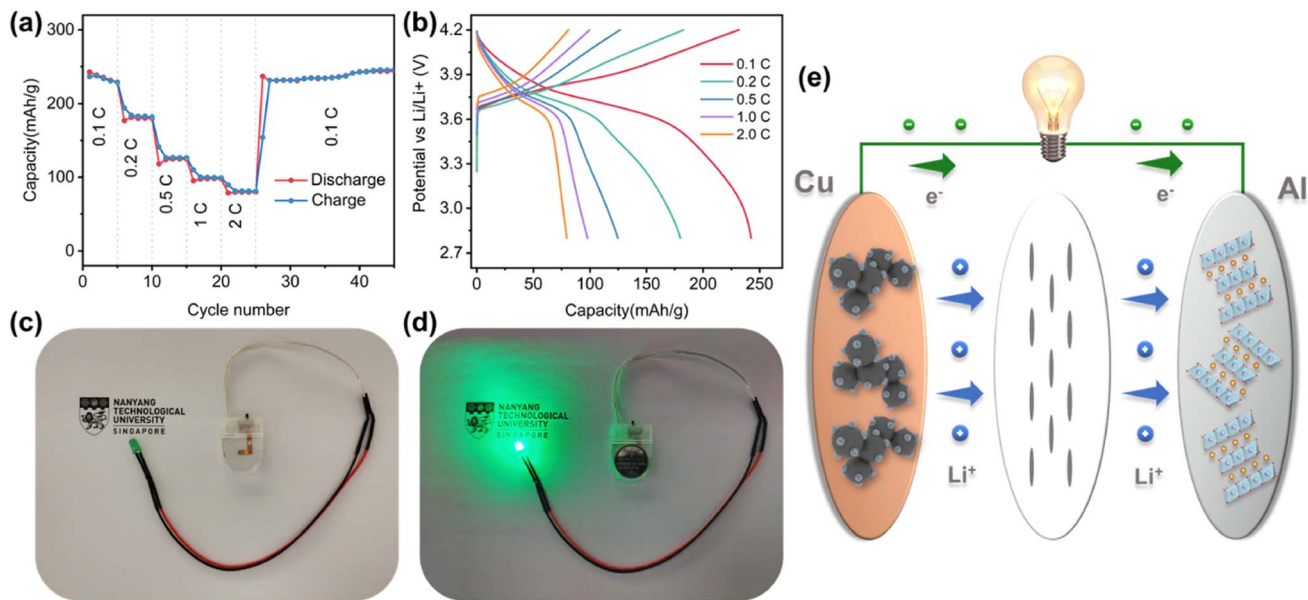 (a)
300
200
100
0
Capacity(mAh/g)
0.1 C
0.2 C
0.5 C
1 C
2 C
0.1 C
Discharge
Charge
0
10
20
30
40
Cycle number
(b)
4.2
3.9
3.6
3.3
3.0
2.7
Potential vs Li/Li+ (V)
0.1 C
0.2 C
0.5 C
1.0 C
2.0 C
0
50
100
150
200
250
Capacity(mAh/g)
(c)
NANYANG
TECHNOLOGICAL
UNIVERSITY
SINGAPORE
(d)
NANYANG
TECHNOLOGICAL
UNIVERSITY
SINGAPORE
(e)
Cu
Al
e-
e-
Li+
Li+